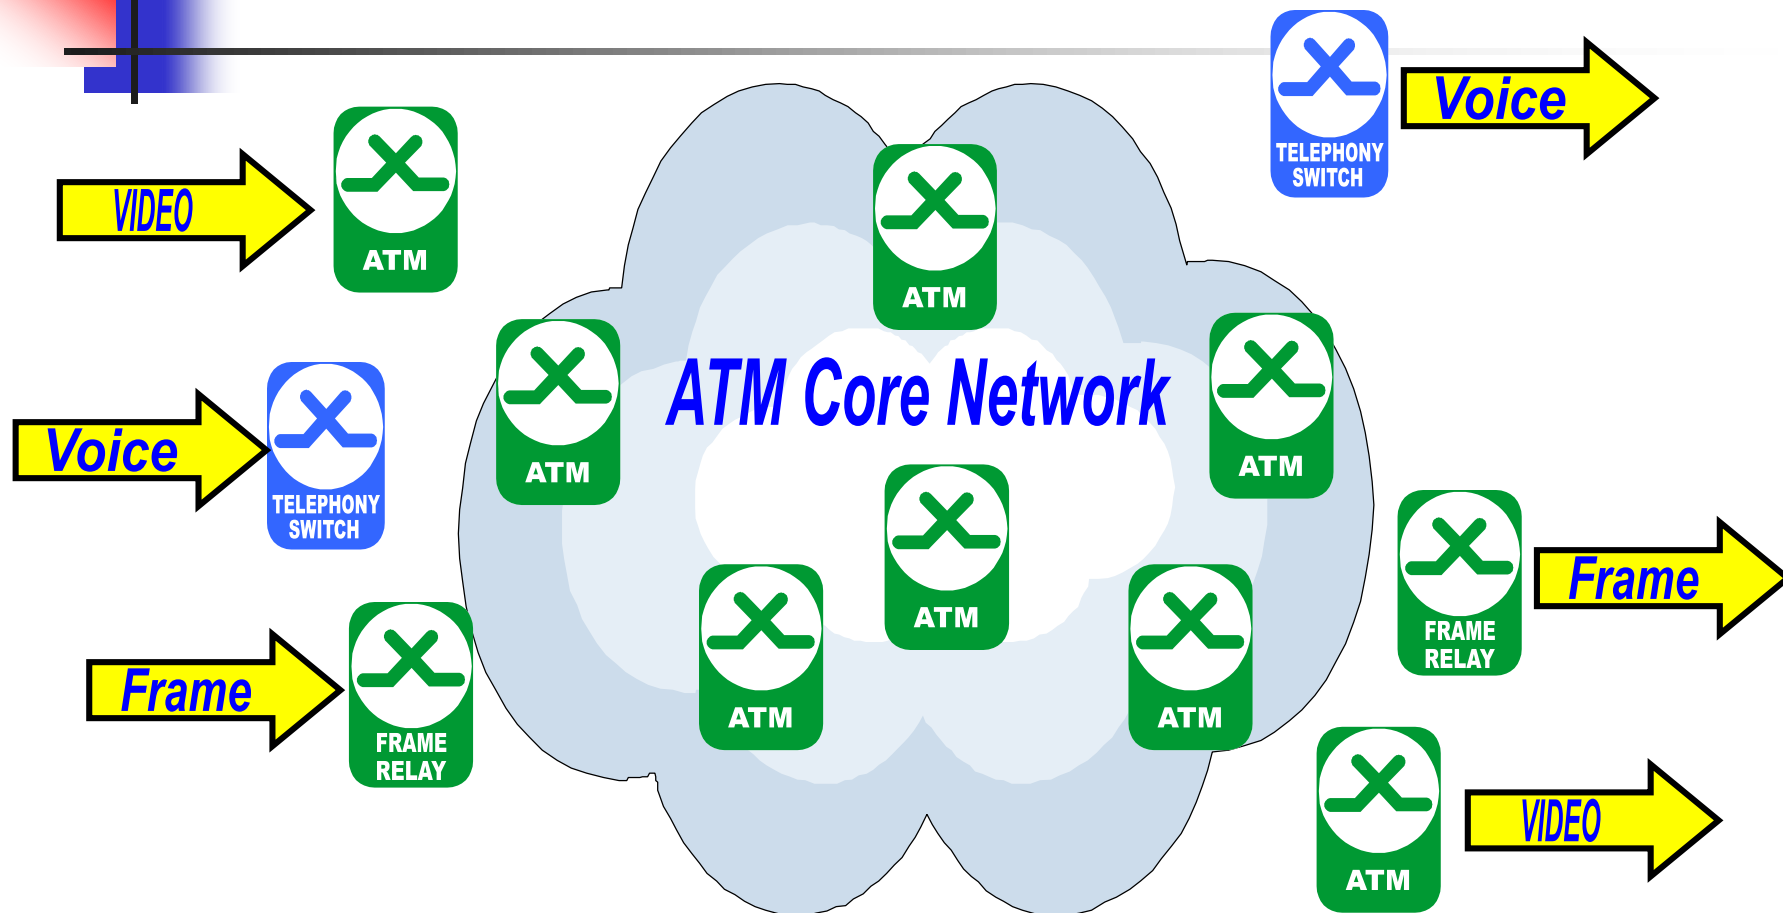 TELEPHONY
SWITCH
Voice
VIDEO
ATM
ATM
ATM Core Network
ATM
ATM
Voice
TELEPHONY
SWITCH
ATM
FRAME
RELAY
Frame
Frame
FRAME
RELAY
ATM
ATM
ATM
VIDEO